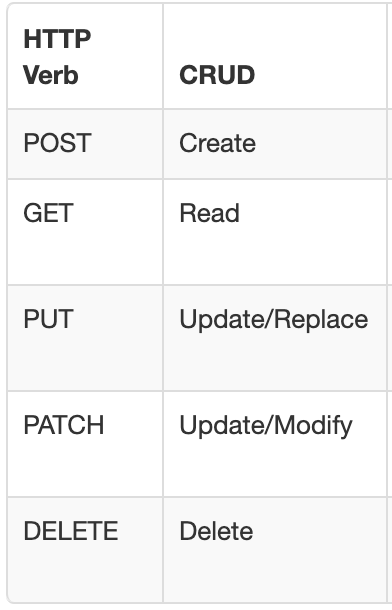 HTTP
Verb CRUD
POST Create
GET Read
PUT Update/Replace
PATCH Update/Modify
DELETE Delete